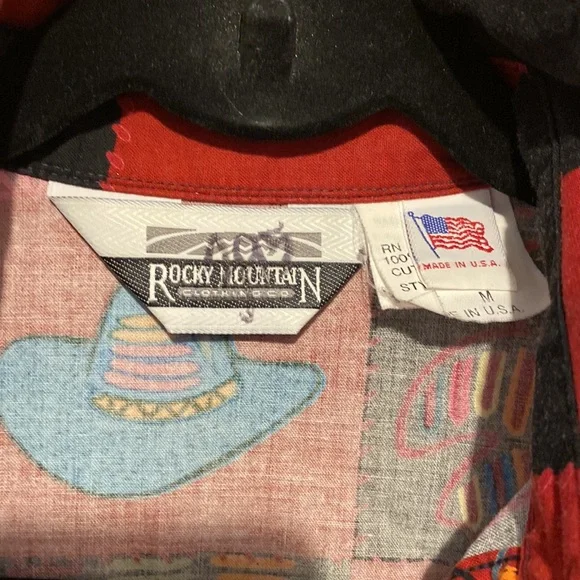 ROCKY MOUNTAIN
CLOTHING CO
RN
100%
CUT
STY
MADE IN U.S.A.
M
E IN U.S.A.